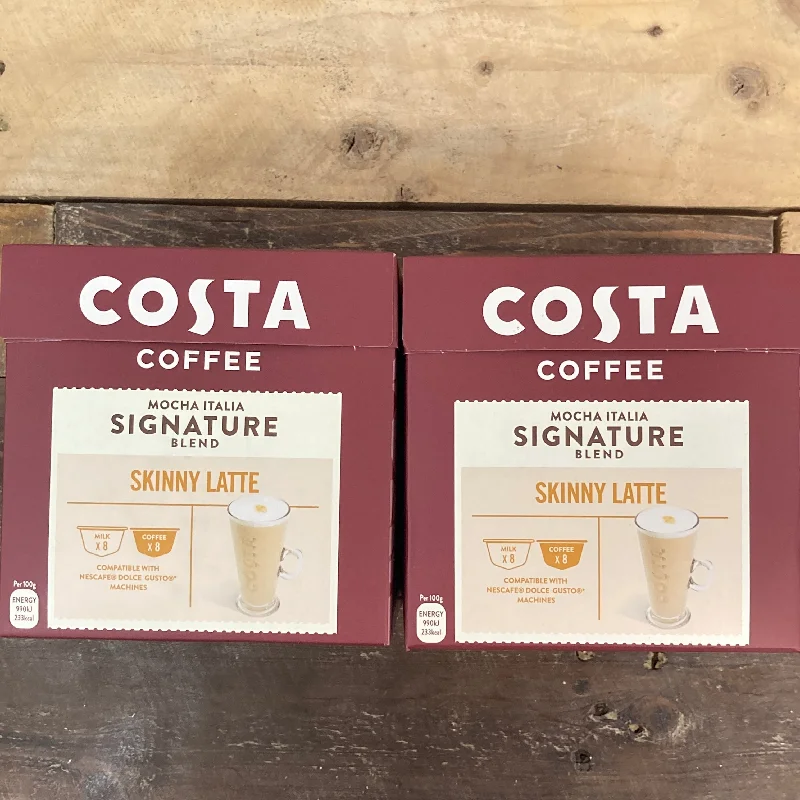 COSTA
COFFEE
MOCHA ITALIA
SIGNATURE
BLEND
SKINNY LATTE
MILK
X 8
COFFEE
X 8
COMPATIBLE WITH
NESCAFÉ® DOLCE GUSTO®*
MACHINES
Per 100g
ENERGY
990kJ
233kcal
COSTA
COSTA
COFFEE
MOCHA ITALIA
SIGNATURE
BLEND
SKINNY LATTE
MILK
X 8
COFFEE
X 8
COMPATIBLE WITH
NESCAFÉ® DOLCE GUSTO®*
MACHINES
Per 100g
ENERGY
990kJ
233kcal
COSTA